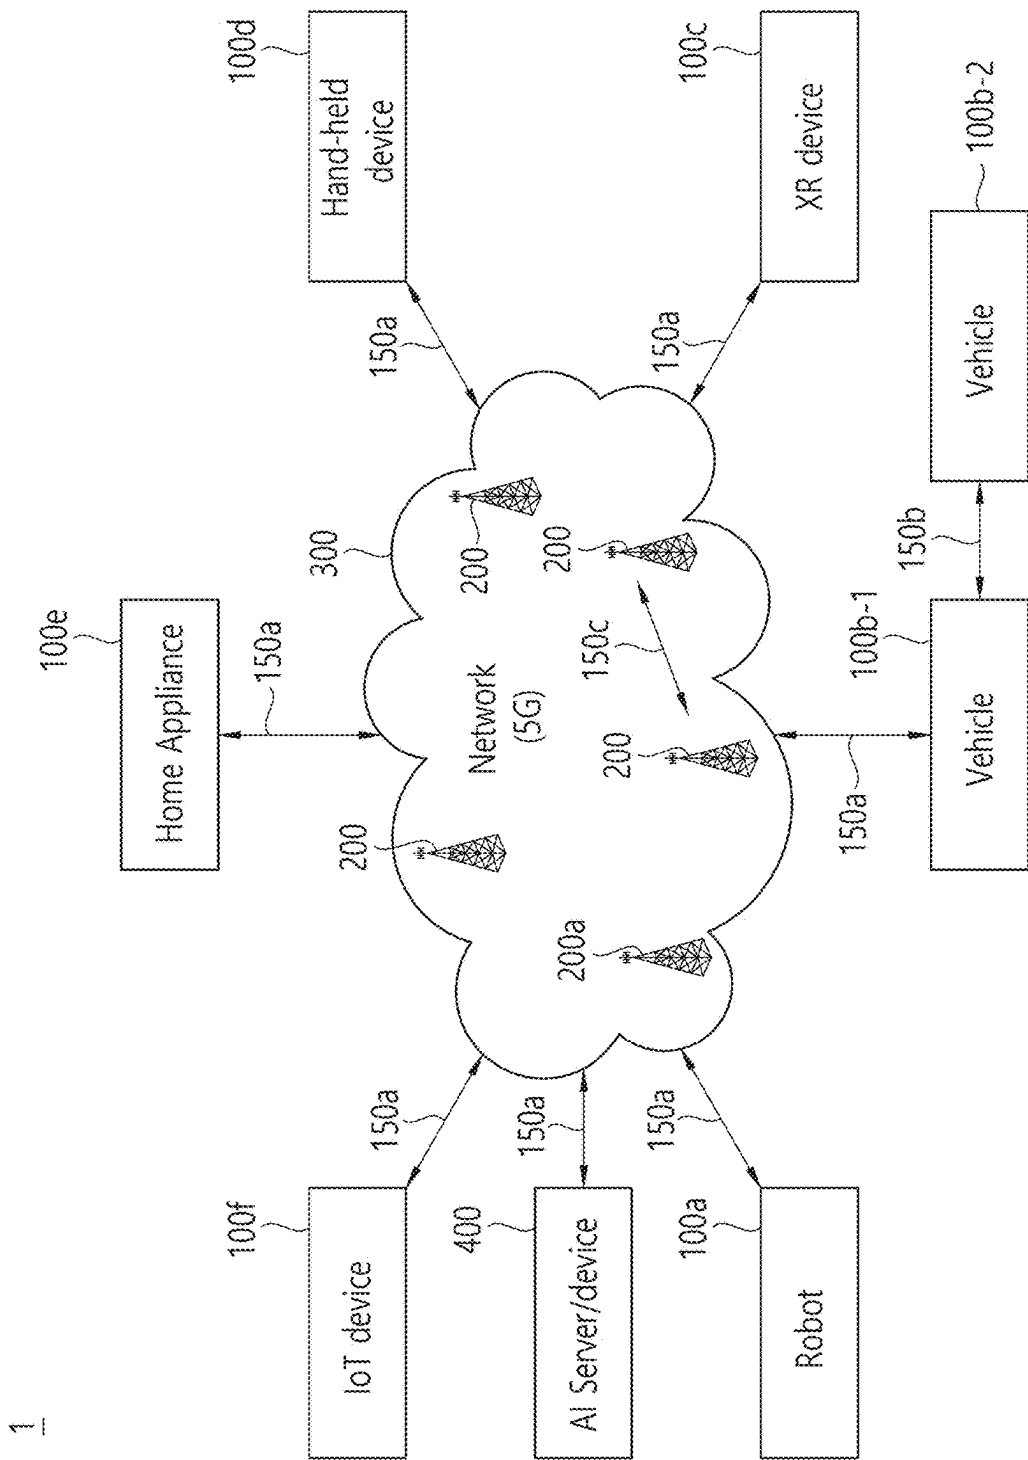 1
100e
Home Appliance
150a
100f
IoT device
150a
300
100d
Hand-held
device
150a
200
200
Network
(5G)
200
400
AI Server/device
150a
200a
200
150c
100a
Robot
150a
100c
XR device
150a
150a
100b-1
Vehicle
150b
100b-2
Vehicle